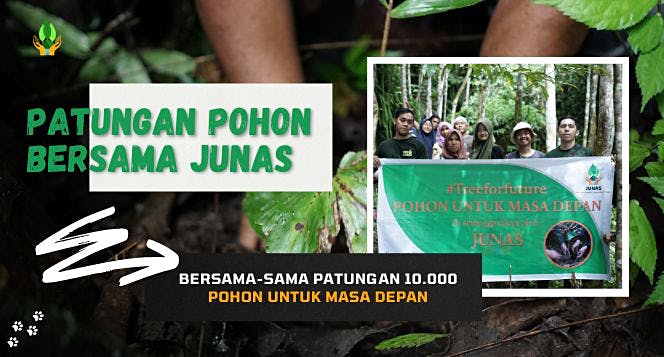 PATUNGAN POHON
BERSAMA JUNAS
JUNAS
#Treeforfuture
POHON UNTUK MASA DEPAN
JUNAS
BERSAMA-SAMA PATUNGAN 10.000
POHON UNTUK MASA DEPAN